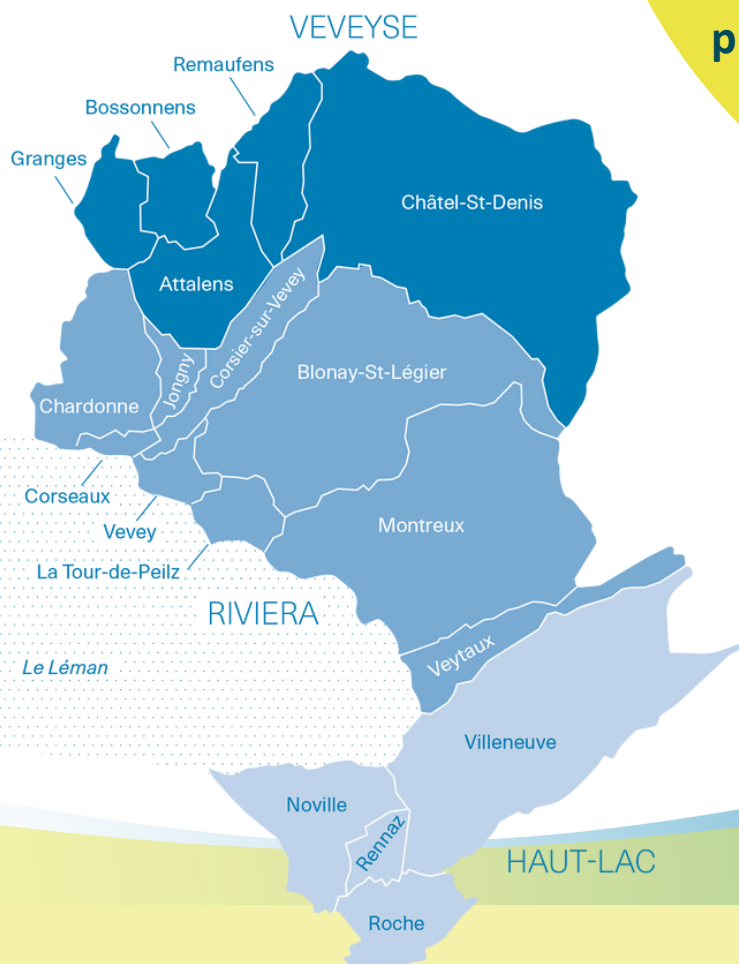 VEVEYSE
p
Remaufens
Bossonnens
Granges
Châtel-St-Denis
Attalens
Corsier-sur-Vevey
Jongny
Blonay-St-Légier
Chardonne
Corseaux
Vevey
Montreux
La Tour-de-Peilz
RIVIERA
Veytaux
Le Léman
Villeneuve
Noville
Rennaz
HAUT-LAC
Roche